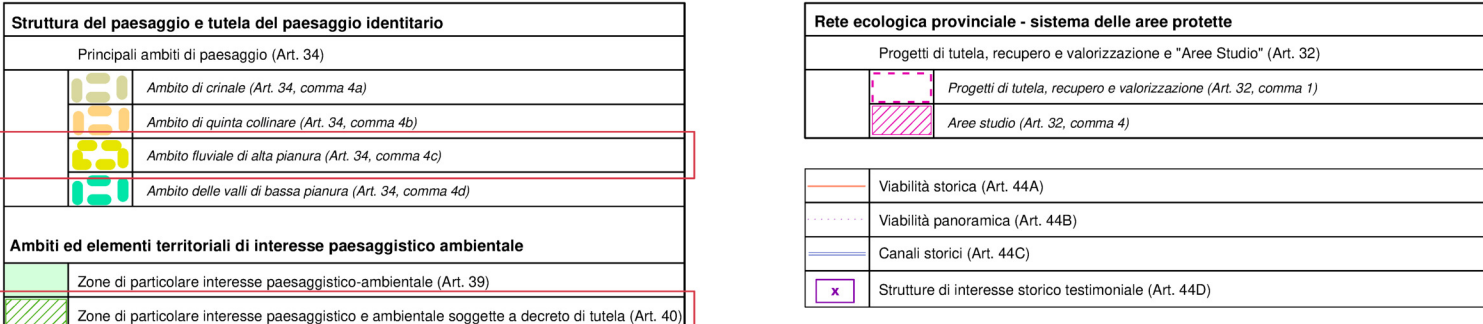 Struttura del paesaggio e tutela del paesaggio identitario
Principali ambiti di paesaggio (Art. 34)
Ambito di crinale (Art. 34, comma 4a)
Ambito di quinta collinare (Art. 34, comma 4b)
Ambito fluviale di alta pianura (Art. 34, comma 4c)
Ambito delle valli di bassa pianura (Art. 34, comma 4d)
Ambiti ed elementi territoriali di interesse paesaggistico ambientale
Zone di particolare interesse paesaggistico-ambientale (Art. 39)
Zone di particolare interesse paesaggistico e ambientale soggette a decreto di tutela (Art. 40)
Rete ecologica provinciale - sistema delle aree protette
Progetti di tutela, recupero e valorizzazione e "Aree Studio" (Art. 32)
Progetti di tutela, recupero e valorizzazione (Art. 32, comma 1)
Aree studio (Art. 32, comma 4)
Viabilità storica (Art. 44A)
Viabilità panoramica (Art. 44B)
Canali storici (Art. 44C)
x Strutture di interesse storico testimoniale (Art. 44D)